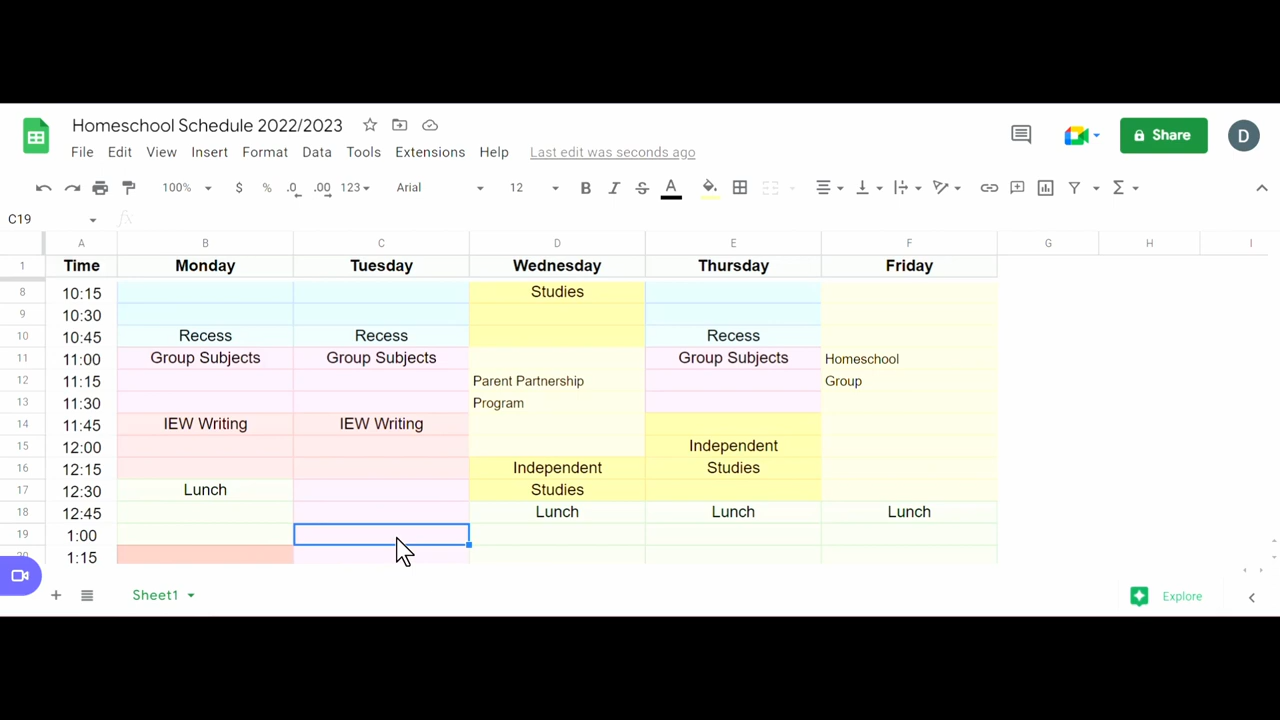 Homeschool Schedule 2022/2023
Share
D
File Edit View Insert Format Data Tools Extensions Help Last edit was seconds ago
100% $ % .0 .00 123 Arial 12 B I S A
C19 fx
A B C D E F G H I
1 Time Monday Tuesday Wednesday Thursday Friday
8 10:15 Studies
9 10:30
10 10:45 Recess Recess Recess
11 11:00 Group Subjects Group Subjects Group Subjects Homeschool
12 11:15 Parent Partnership Group
13 11:30 Program
14 11:45 IEW Writing IEW Writing
15 12:00 Independent
16 12:15 Independent Studies
17 12:30 Lunch Studies
18 12:45 Lunch Lunch Lunch
19 1:00
20 1:15
Sheet1
Explore